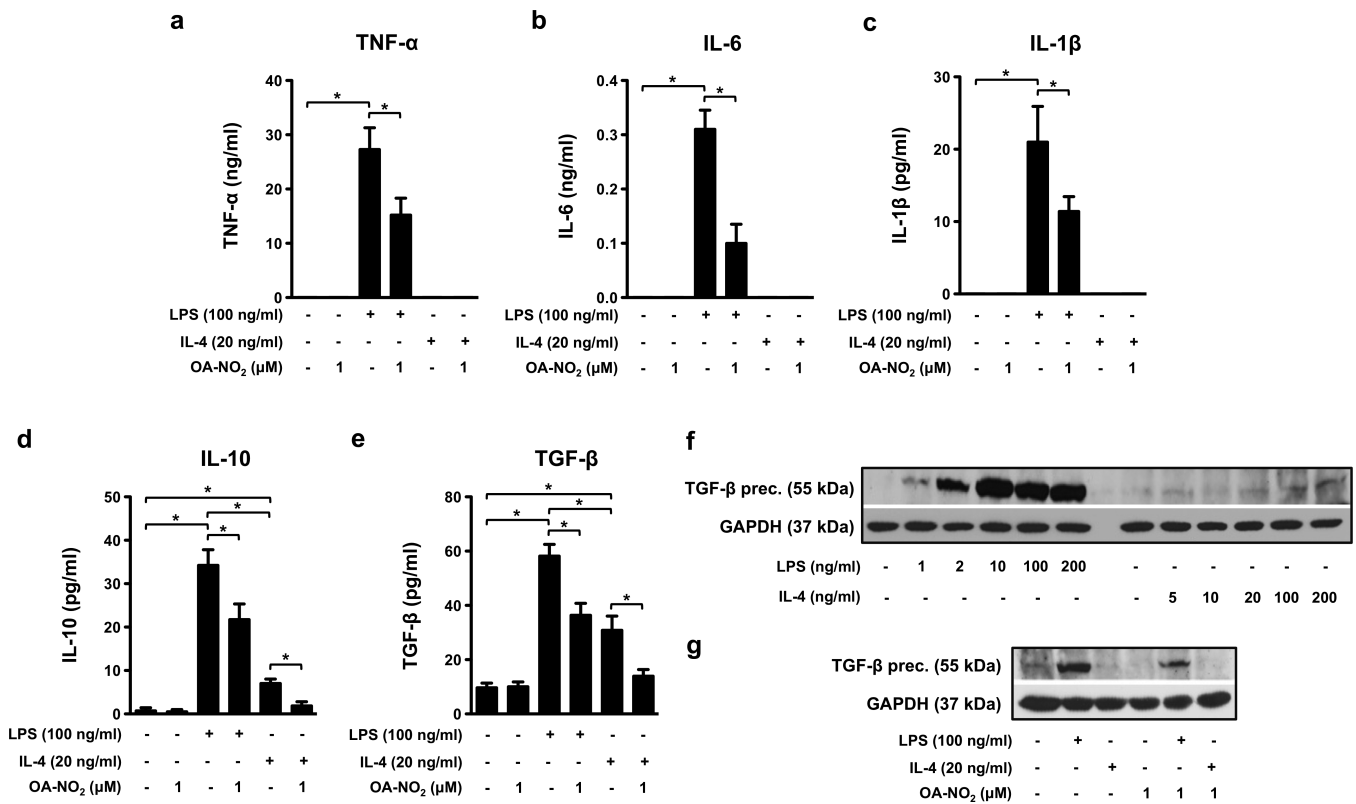 a
TNF-α
TNF-α (ng/ml)
40
30
20
10
0
*
*
LPS (100 ng/ml) - - + + - -
IL-4 (20 ng/ml) - - - - + +
OA-NO₂ (µM) - 1 - 1 - 1
b
IL-6
IL-6 (ng/ml)
0.4
0.3
0.2
0.1
0.0
*
*
LPS (100 ng/ml) - - + + - -
IL-4 (20 ng/ml) - - - - + +
OA-NO₂ (µM) - 1 - 1 - 1
c
IL-1β
IL-1β (pg/ml)
30
20
10
0
*
*
LPS (100 ng/ml) - - + + - -
IL-4 (20 ng/ml) - - - - + +
OA-NO₂ (µM) - 1 - 1 - 1
d
IL-10
IL-10 (pg/ml)
50
40
30
20
10
0
*
*
*
*
*
LPS (100 ng/ml) - - + + - -
IL-4 (20 ng/ml) - - - - + +
OA-NO₂ (µM) - 1 - 1 - 1
e
TGF-β
TGF-β (pg/ml)
80
60
40
20
0
*
*
*
*
*
LPS (100 ng/ml) - - + + - -
IL-4 (20 ng/ml) - - - - + +
OA-NO₂ (µM) - 1 - 1 - 1
f
TGF-β prec. (55 kDa)
GAPDH (37 kDa)
LPS (ng/ml) - 1 2 10 100 200 - - - - - -
IL-4 (ng/ml) - - - - - - - 5 10 20 100 200
g
TGF-β prec. (55 kDa)
GAPDH (37 kDa)
LPS (100 ng/ml) - + - - + -
IL-4 (20 ng/ml) - - + - - +
OA-NO₂ (µM) - - - 1 1 1